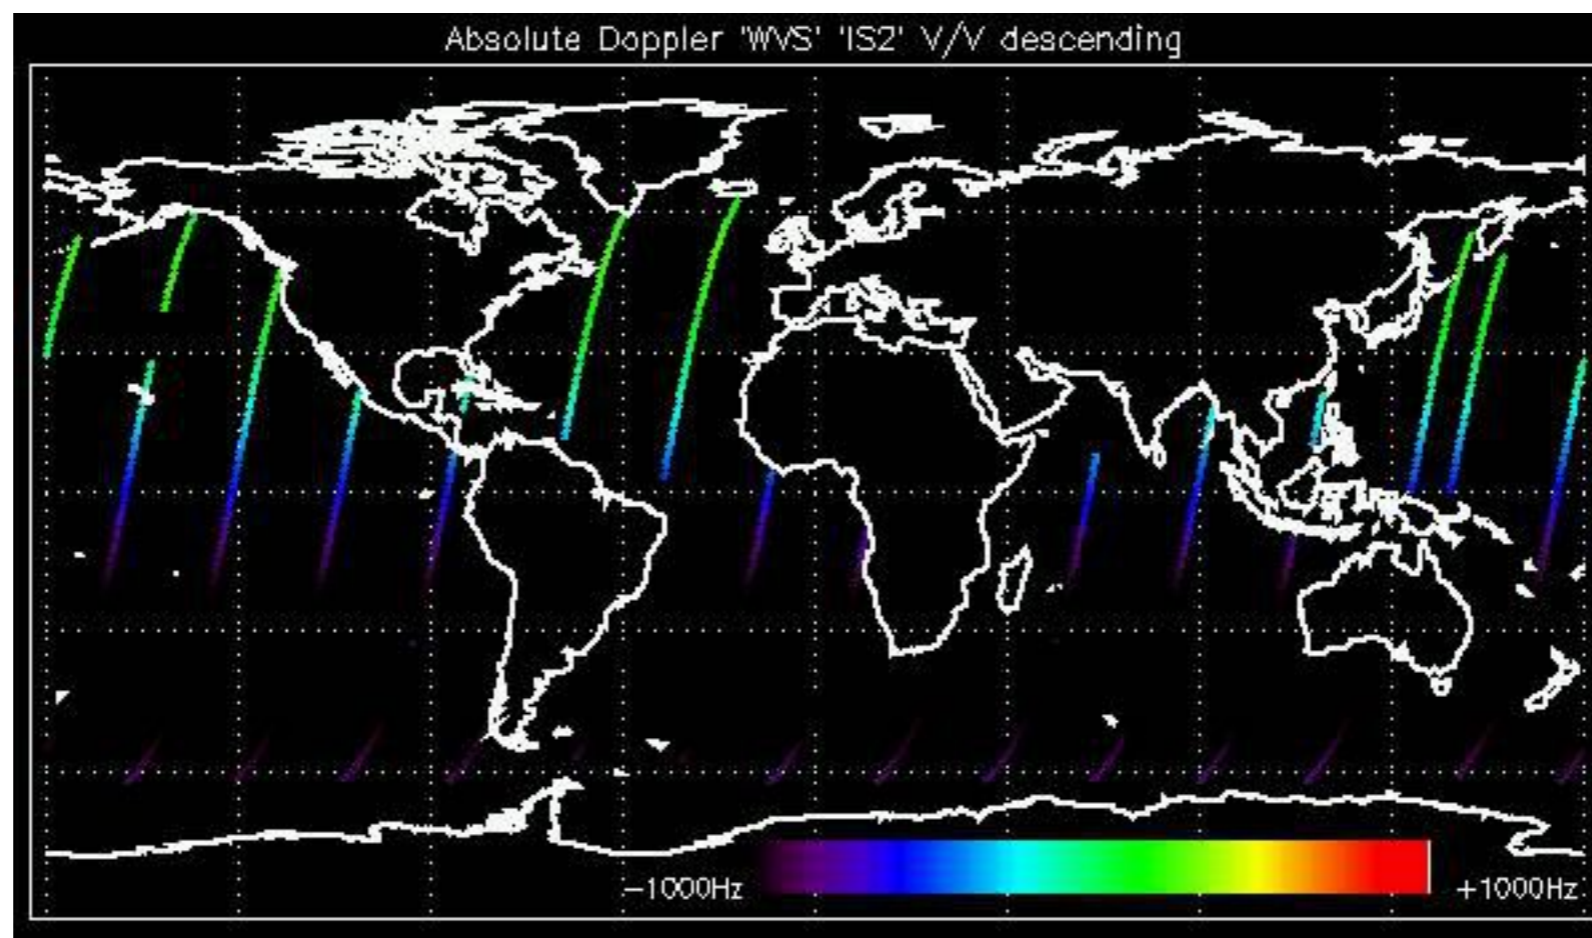 Absolute Doppler 'WVS' 'IS2' V/V descending
−1000Hz
+1000Hz